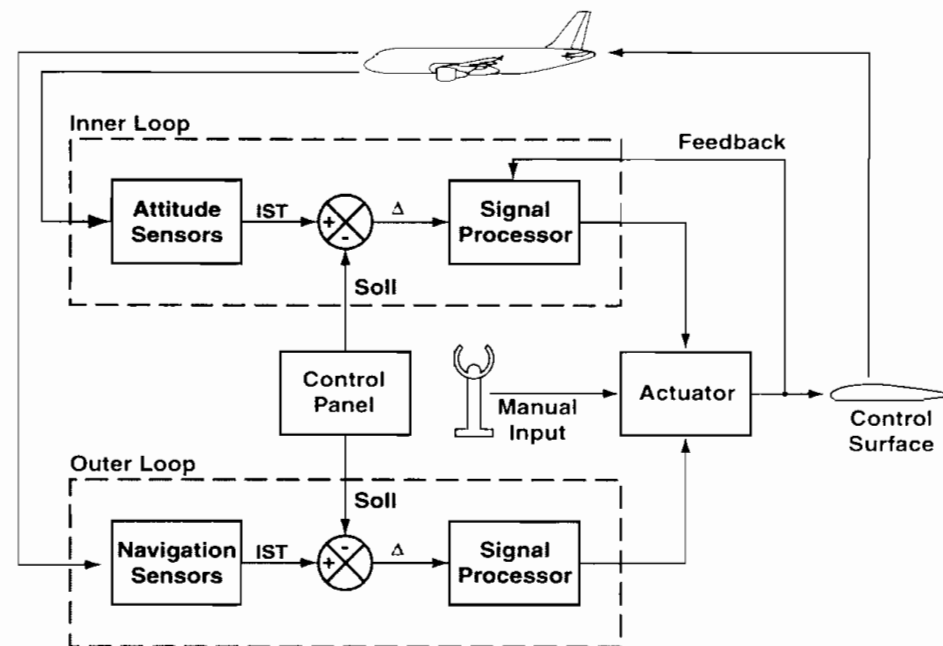 Inner Loop
Feedback
Attitude
Sensors
IST
+
-
Δ
Signal
Processor
Soll
Control
Panel
Manual
Input
Actuator
Control
Surface
Outer Loop
Soll
Navigation
Sensors
IST
-
+
Δ
Signal
Processor